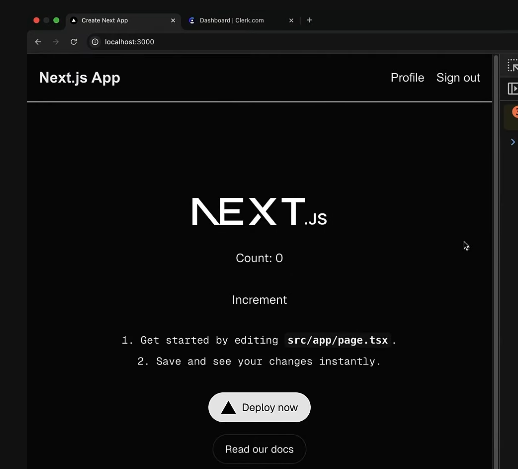 Create Next App
Dashboard | Clerk.com
localhost:3000
Next.js App
Profile
Sign out
NEXT.JS
Count: 0
Increment
1. Get started by editing src/app/page.tsx.
2. Save and see your changes instantly.
Deploy now
Read our docs